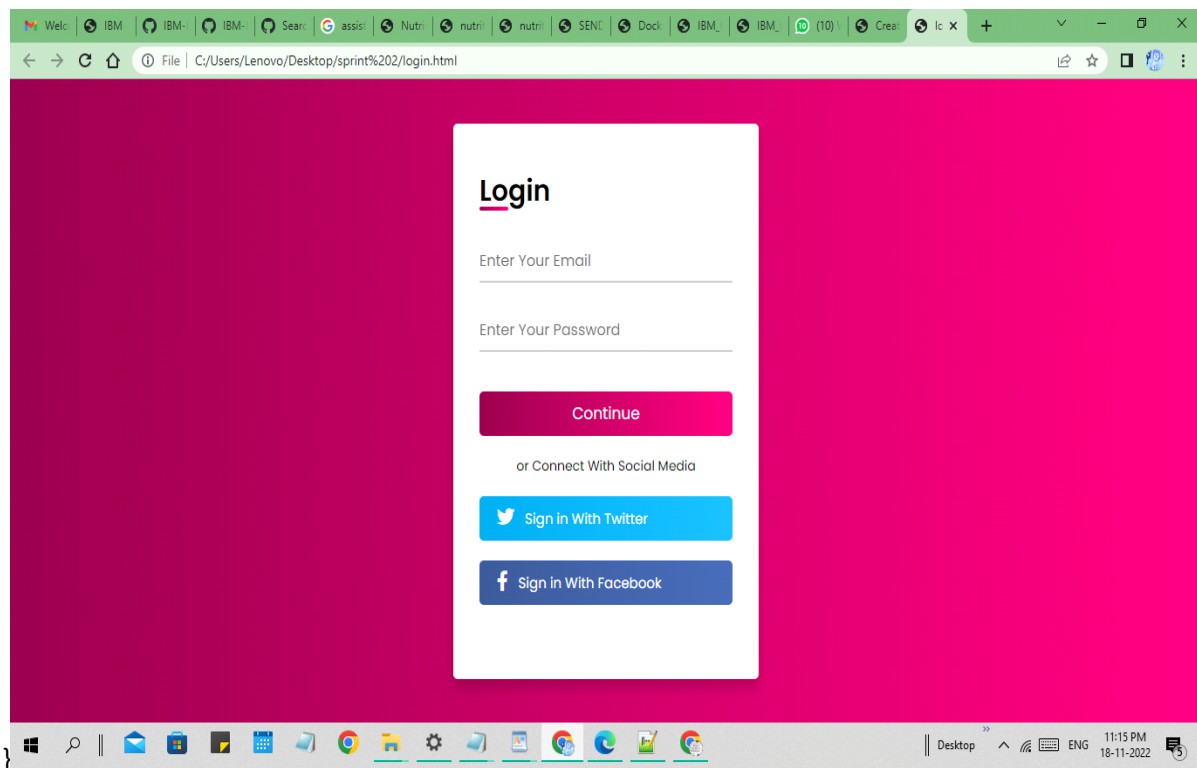 Welc IBM IBM- IBM- Searc assist Nutri nutrit nutrit SEND Dock IBM_ IBM_ (10) \ Creat lc
File C:/Users/Lenovo/Desktop/sprint%202/login.html
Login
Enter Your Email
Enter Your Password
Continue
or Connect With Social Media
Sign in With Twitter
Sign in With Facebook
}
Desktop ENG 11:15 PM
18-11-2022 5